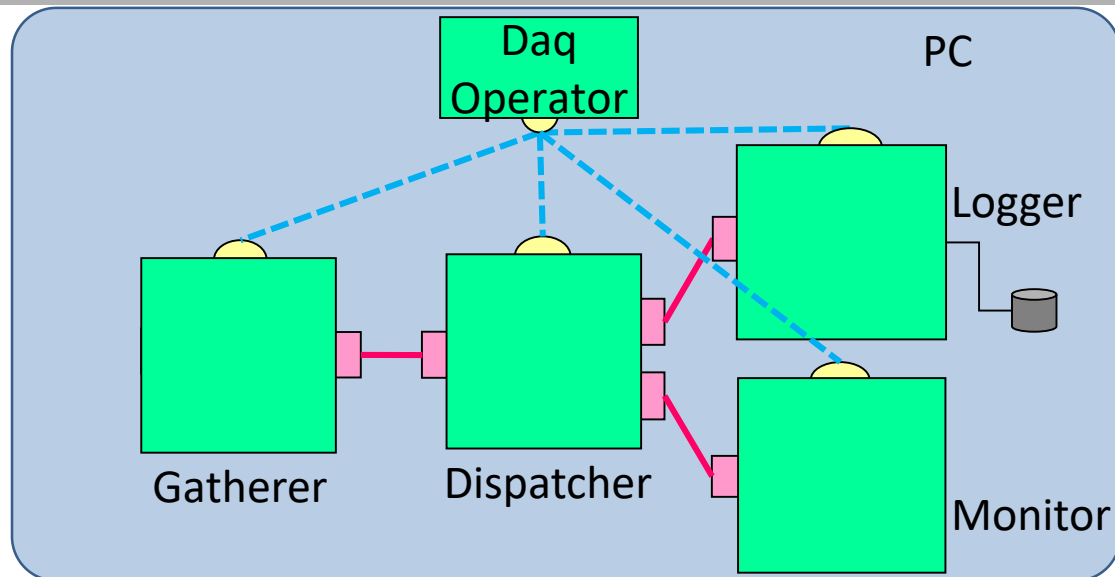 Daq
Operator
PC
Logger
Gatherer
Dispatcher
Monitor